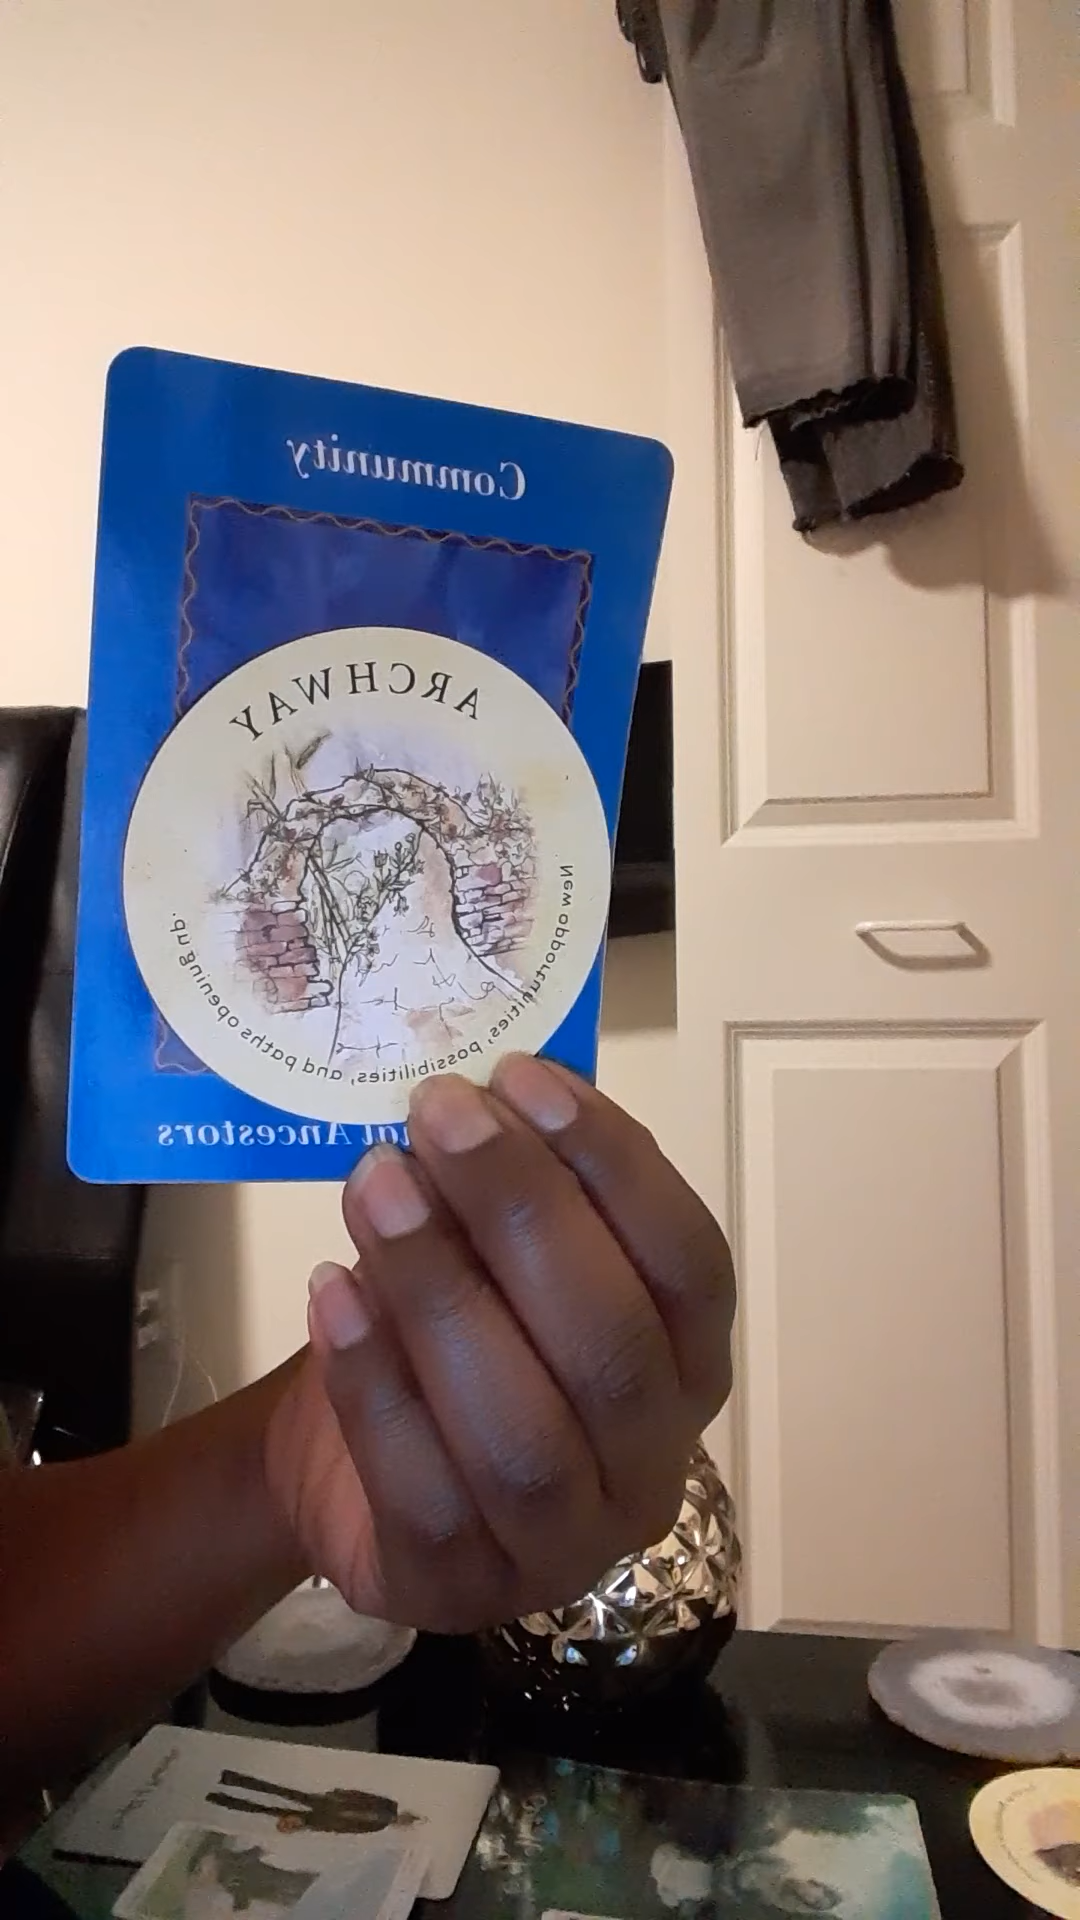 Community
ARCHWAY
New opportunities, possibilities, and paths opening up.
Ancestors